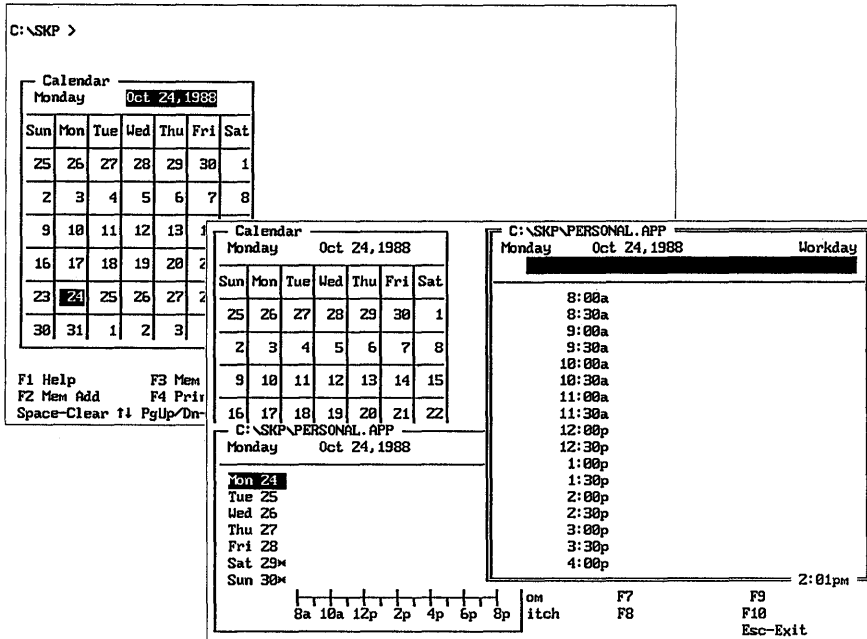 C:\SKP >
Calendar
Monday Oct 24,1988
Sun Mon Tue Wed Thu Fri Sat
25 26 27 28 29 30 1
2 3 4 5 6 7 8
9 10 11 12 13 1
16 17 18 19 20 2
23 24 25 26 27 2
30 31 1 2 3
F1 Help F3 Mem
F2 Mem Add F4 Prin
Space-Clear ↑↓ PgUp/Dn-
Calendar
Monday Oct 24,1988
Sun Mon Tue Wed Thu Fri Sat
25 26 27 28 29 30 1
2 3 4 5 6 7 8
9 10 11 12 13 14 15
16 17 18 19 20 21 22
C:\SKP\PERSONAL.APP
Monday Oct 24,1988
Mon 24
Tue 25
Wed 26
Thu 27
Fri 28
Sat 29*
Sun 30*
8a 10a 12p 2p 4p 6p 8p
C:\SKP\PERSONAL.APP
Monday Oct 24,1988 Workday
8:00a
8:30a
9:00a
9:30a
10:00a
10:30a
11:00a
11:30a
12:00p
12:30p
1:00p
1:30p
2:00p
2:30p
3:00p
3:30p
4:00p
2:01pm
om F7 F9
itch F8 F10
Esc-Exit